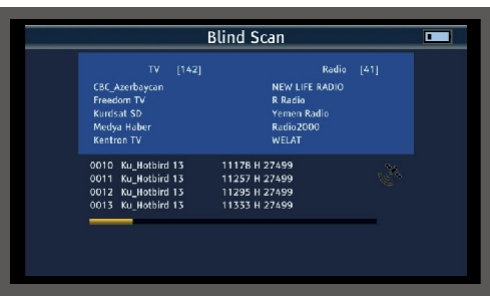 Blind Scan
TV [142] Radio [41]
CBC_Azerbaycan NEW LIFE RADIO
Freedom TV R Radio
Kurdsat SD Yemen Radio
Medya Haber Radio2000
Kentron TV WELAT
0010 Ku_Hotbird 13 11178 H 27499
0011 Ku_Hotbird 13 11257 H 27499
0012 Ku_Hotbird 13 11295 H 27499
0013 Ku_Hotbird 13 11333 H 27499